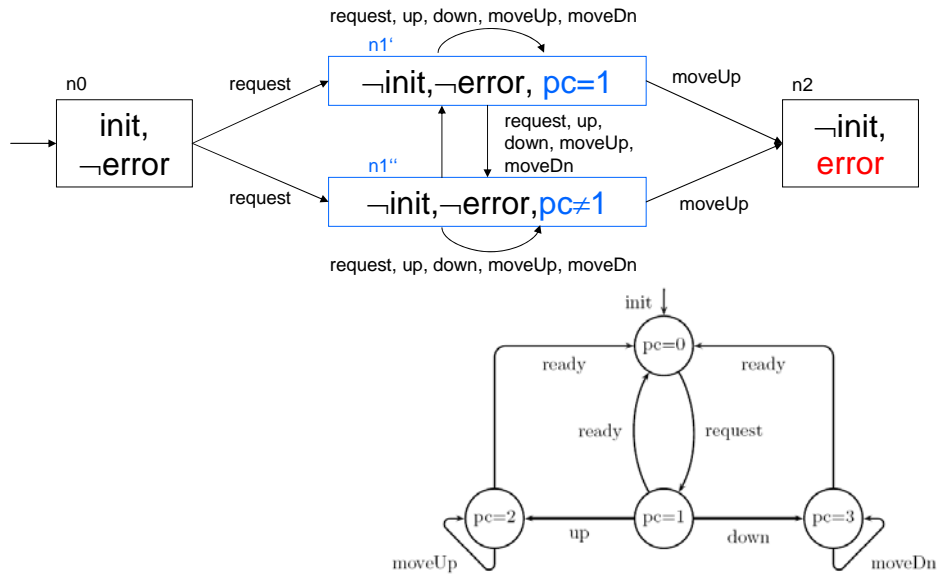 request, up, down, moveUp, moveDn
n1‘
¬init,¬error, pc=1
n0
init,
¬error
request
request
request, up,
down, moveUp,
moveDn
moveUp
n2
¬init,
error
n1“
¬init,¬error,pc≠1
moveUp
request, up, down, moveUp, moveDn
init
pc=0
ready
ready
ready
request
pc=2
pc=1
pc=3
up
down
moveUp
moveDn